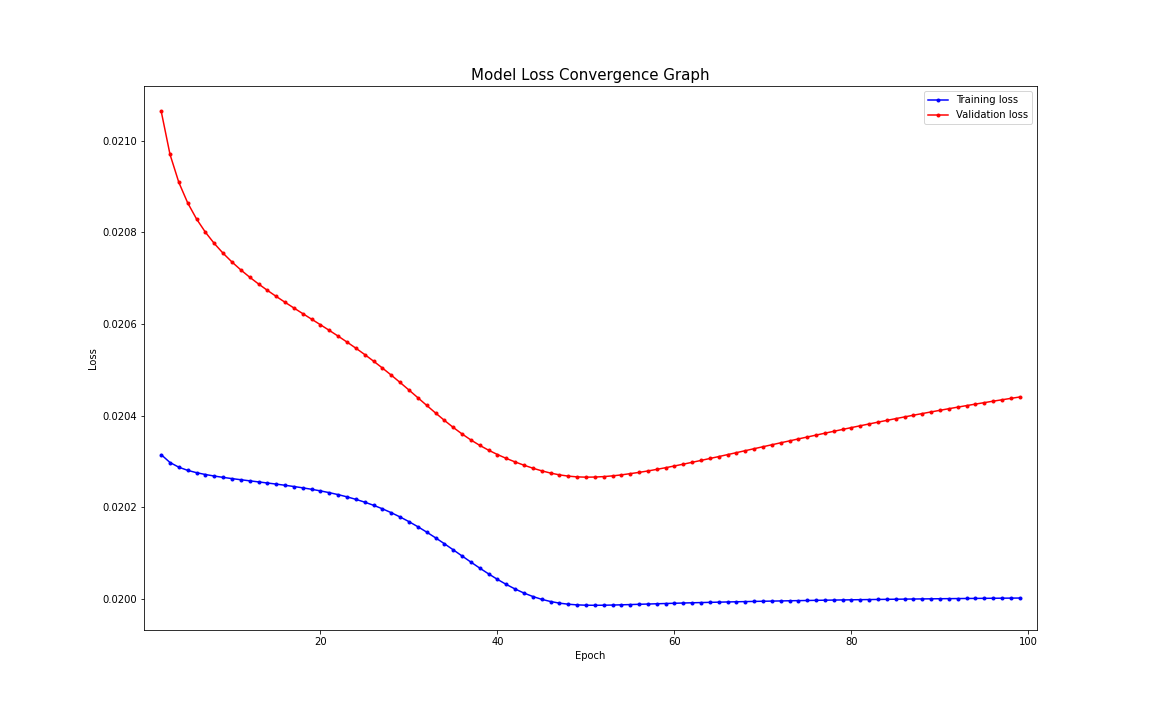 Model Loss Convergence Graph
Training loss
Validation loss
0.0210
0.0208
0.0206
0.0204
0.0202
0.0200
Loss
20
40
60
80
100
Epoch